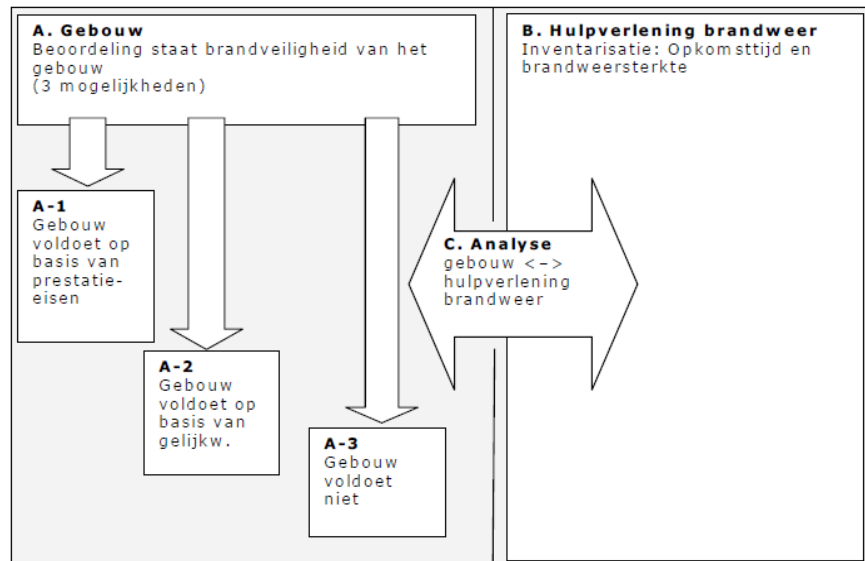 A. Gebouw
Beoordeling staat brandveiligheid van het
gebouw
(3 mogelijkheden)
B. Hulpverlening brandweer
Inventarisatie: Opkomsttijd en
brandweersterkte
A-1
Gebouw
voldoet op
basis van
prestatie-
eisen
C. Analyse
gebouw <->
hulpverlening
brandweer
A-2
Gebouw
voldoet op
basis van
gelijkw.
A-3
Gebouw
voldoet
niet